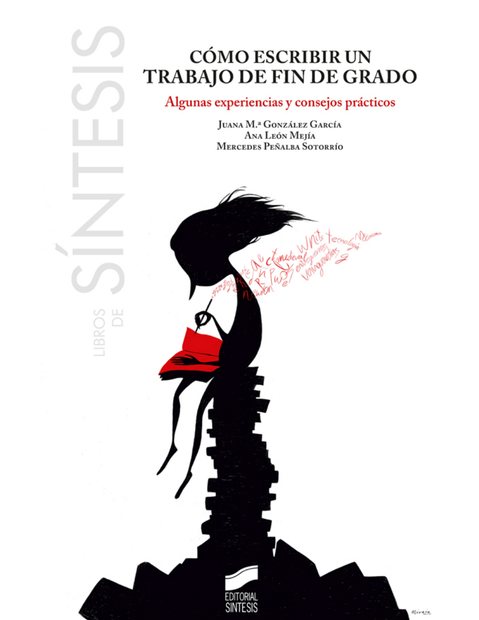 CÓMO ESCRIBIR UN
TRABAJO DE FIN DE GRADO
Algunas experiencias y consejos prácticos
JUANA M.ª GONZÁLEZ GARCÍA
ANA LEÓN MEJÍA
MERCEDES PEÑALBA SOTORRÍO
LIBROS
DE
SÍNTESIS
EDITORIAL
SÍNTESIS